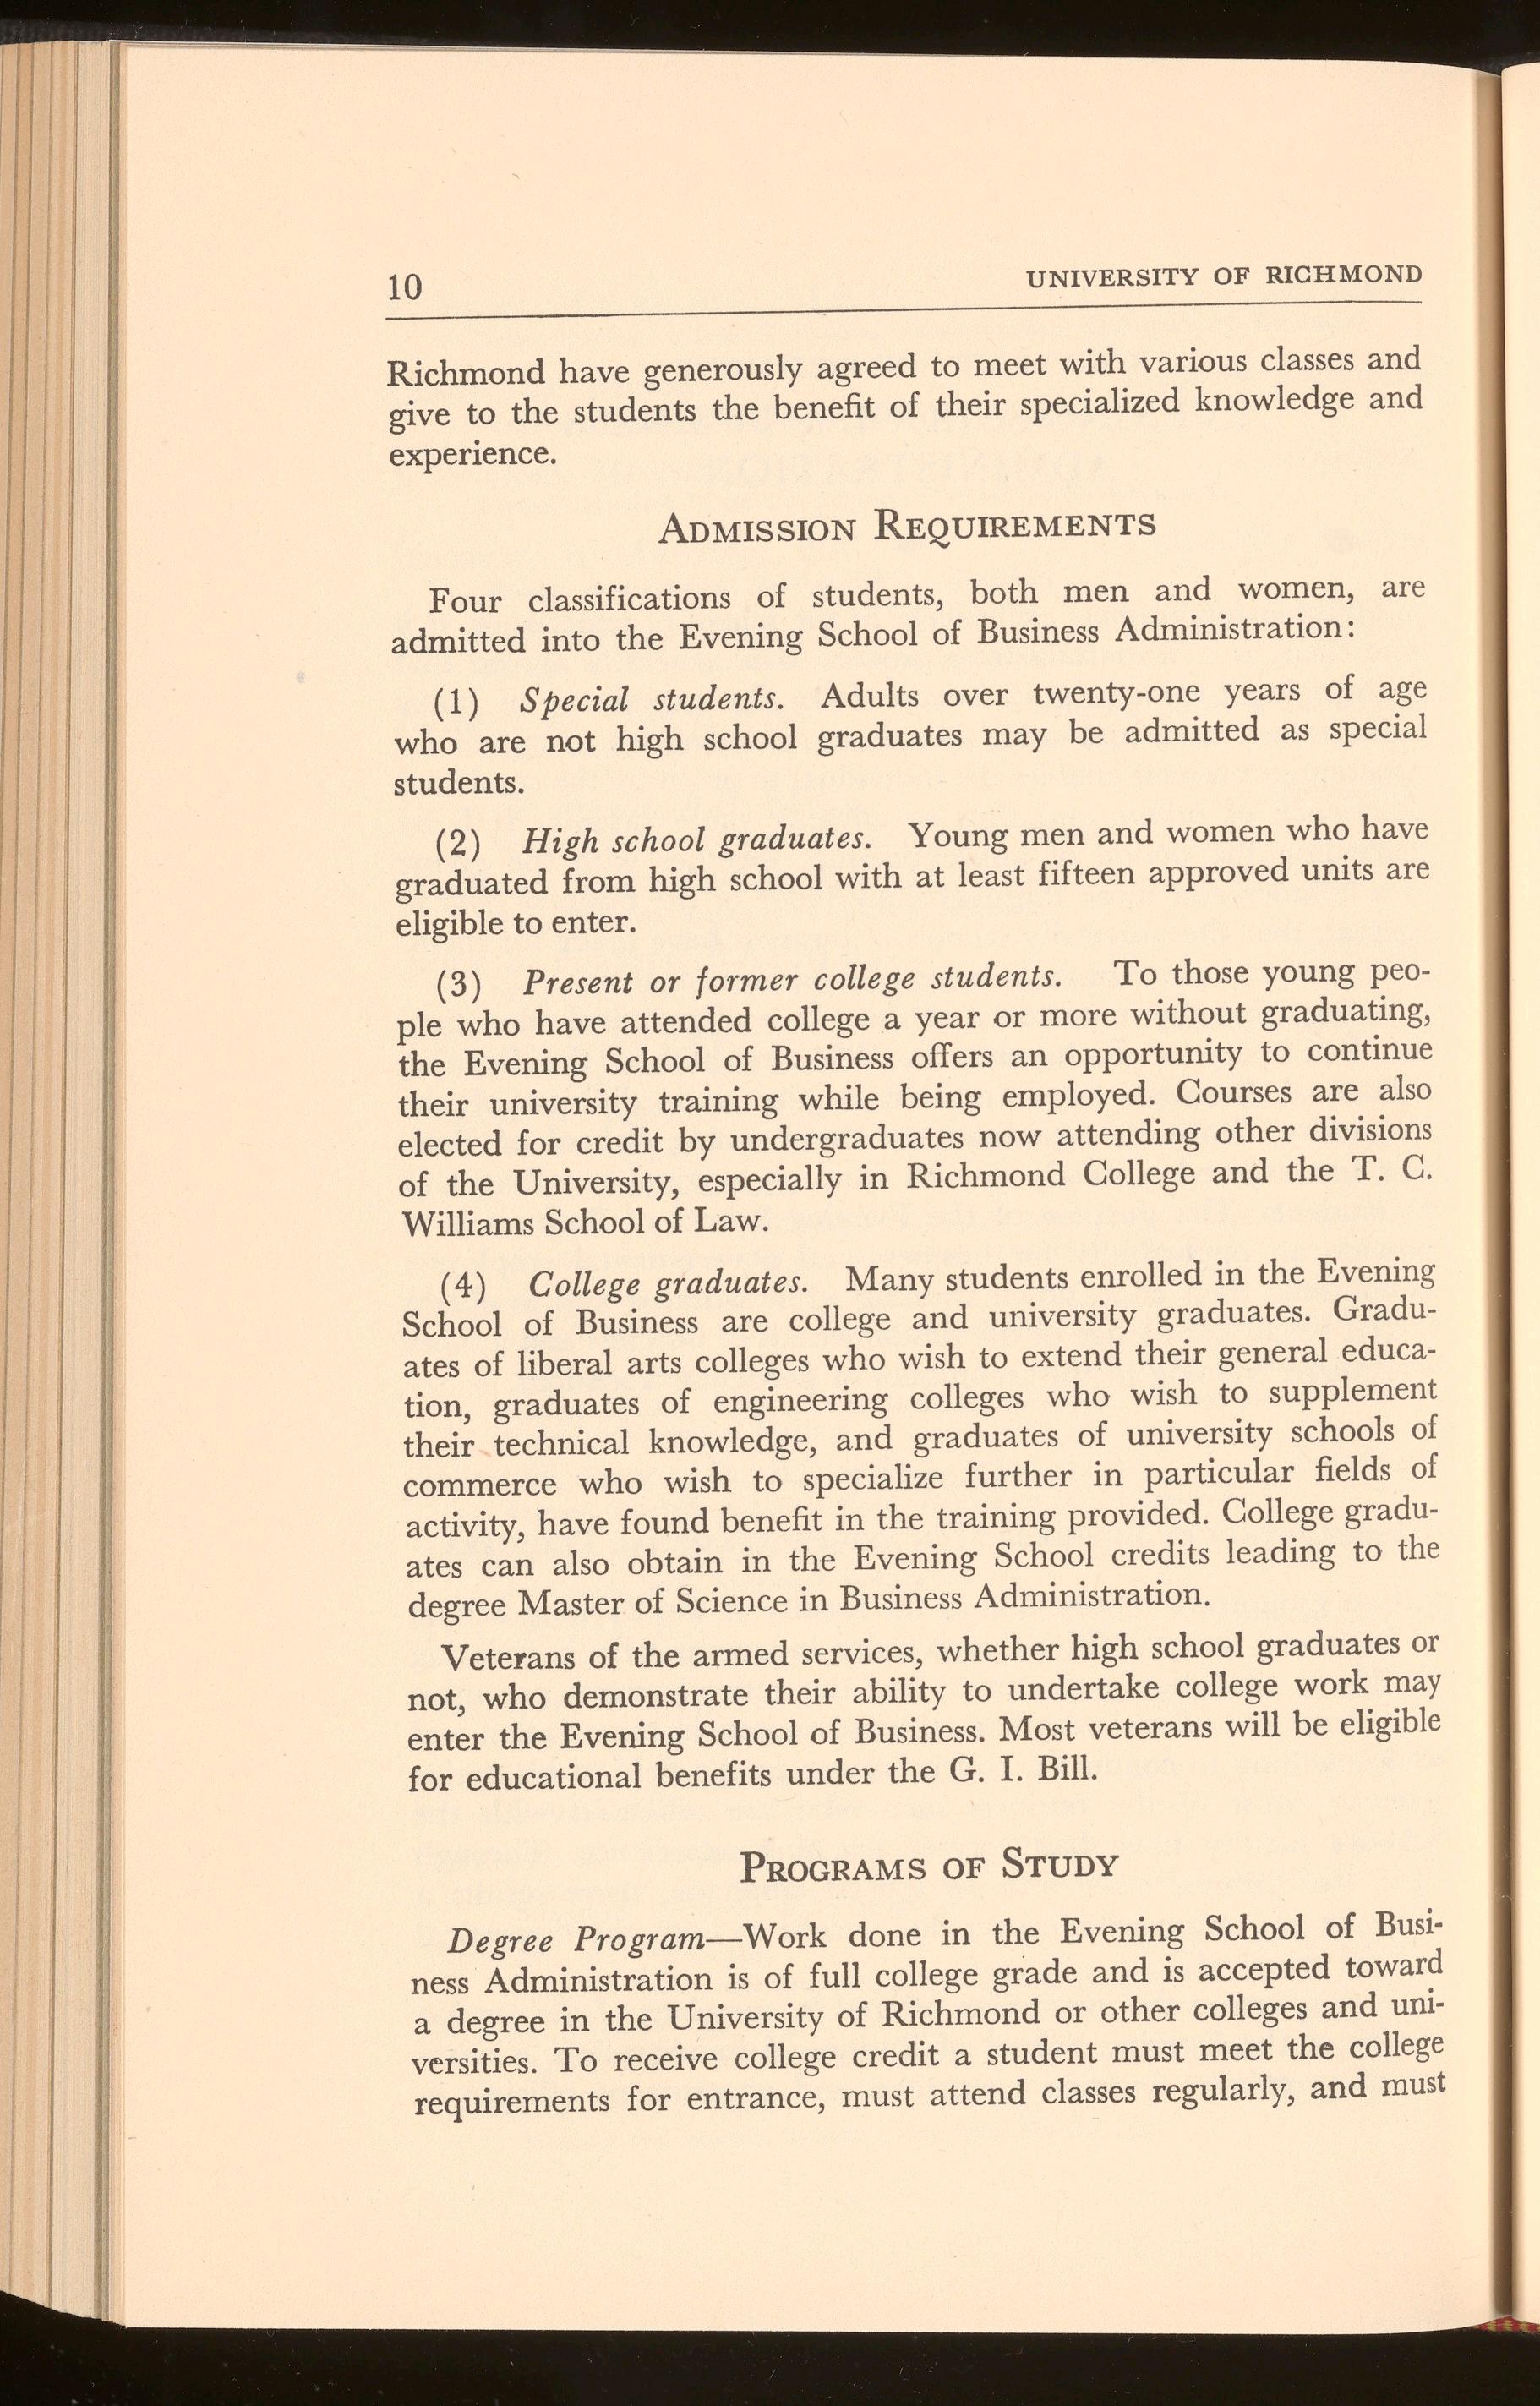 10 UNIVERSITY OF RICHMOND
Richmond have generously agreed to meet with various classes and
give to the students the benefit of their specialized knowledge and
experience.
ADMISSION REQUIREMENTS
Four classifications of students, both men and women, are
admitted into the Evening School of Business Administration:
(1) Special students. Adults over twenty-one years of age
who are not high school graduates may be admitted as special
students.
(2) High school graduates. Young men and women who have
graduated from high school with at least fifteen approved units are
eligible to enter.
(3) Present or former college students. To those young peo-
ple who have attended college a year or more without graduating,
the Evening School of Business offers an opportunity to continue
their university training while being employed. Courses are also
elected for credit by undergraduates now attending other divisions
of the University, especially in Richmond College and the T. C.
Williams School of Law.
(4) College graduates. Many students enrolled in the Evening
School of Business are college and university graduates. Gradu-
ates of liberal arts colleges who wish to extend their general educa-
tion, graduates of engineering colleges who wish to supplement
their technical knowledge, and graduates of university schools of
commerce who wish to specialize further in particular fields of
activity, have found benefit in the training provided. College gradu-
ates can also obtain in the Evening School credits leading to the
degree Master of Science in Business Administration.
Veterans of the armed services, whether high school graduates or
not, who demonstrate their ability to undertake college work may
enter the Evening School of Business. Most veterans will be eligible
for educational benefits under the G. I. Bill.
PROGRAMS OF STUDY
Degree Program—Work done in the Evening School of Busi-
ness Administration is of full college grade and is accepted toward
a degree in the University of Richmond or other colleges and uni-
versities. To receive college credit a student must meet the college
requirements for entrance, must attend classes regularly, and must